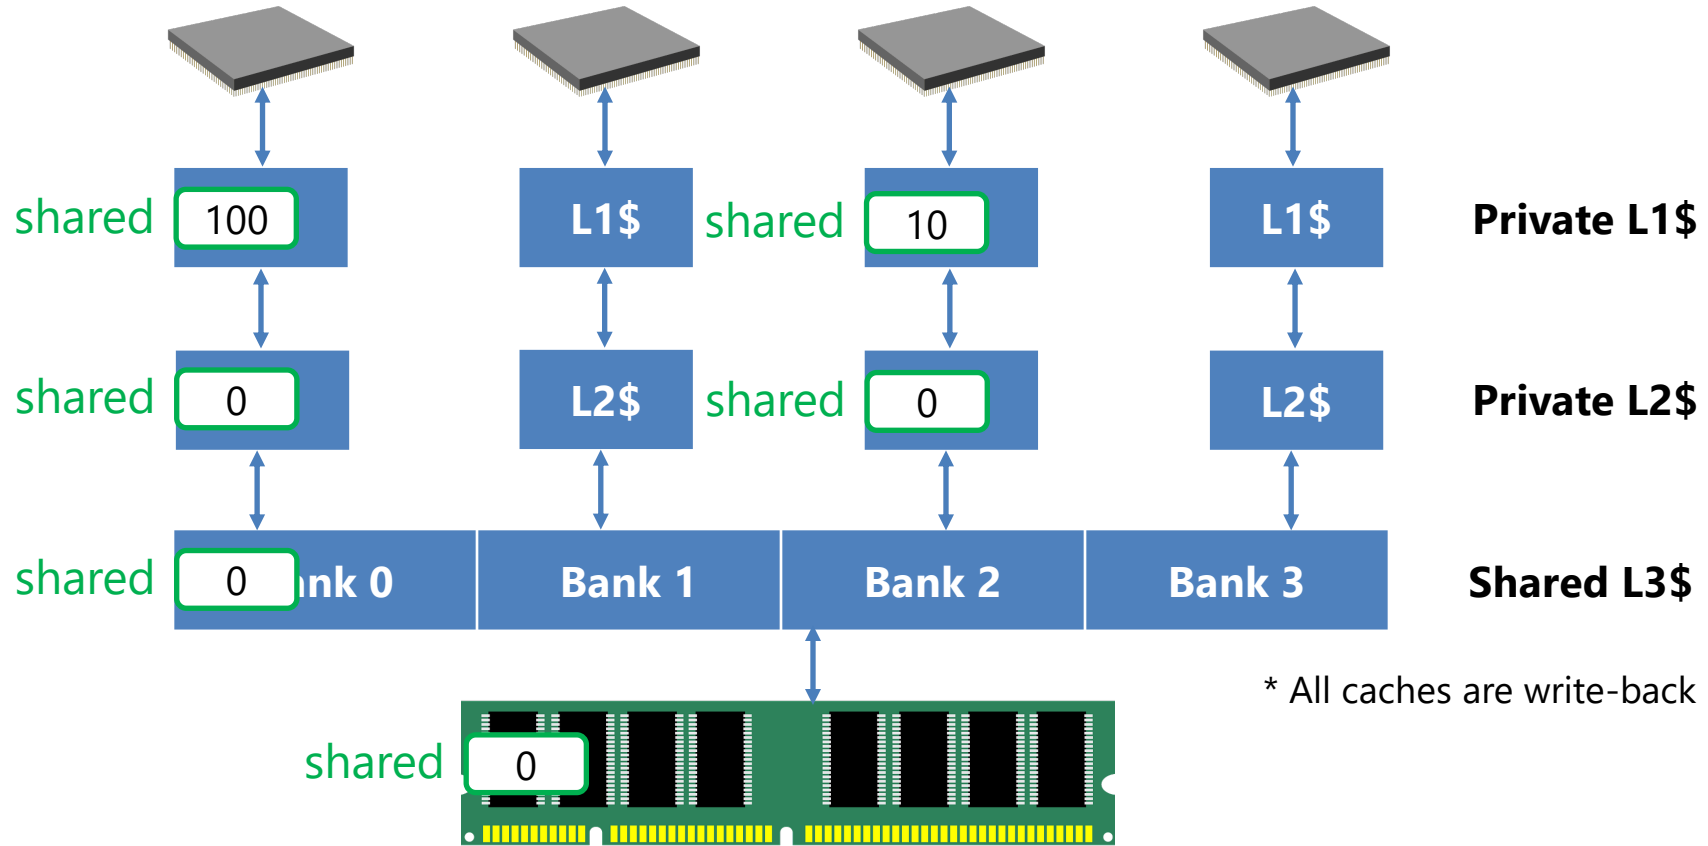 shared 100 L1$ shared 10 L1$ Private L1$
shared 0 L2$ shared 0 L2$ Private L2$
shared 0 ank 0 Bank 1 Bank 2 Bank 3 Shared L3$
* All caches are write-back
shared 0